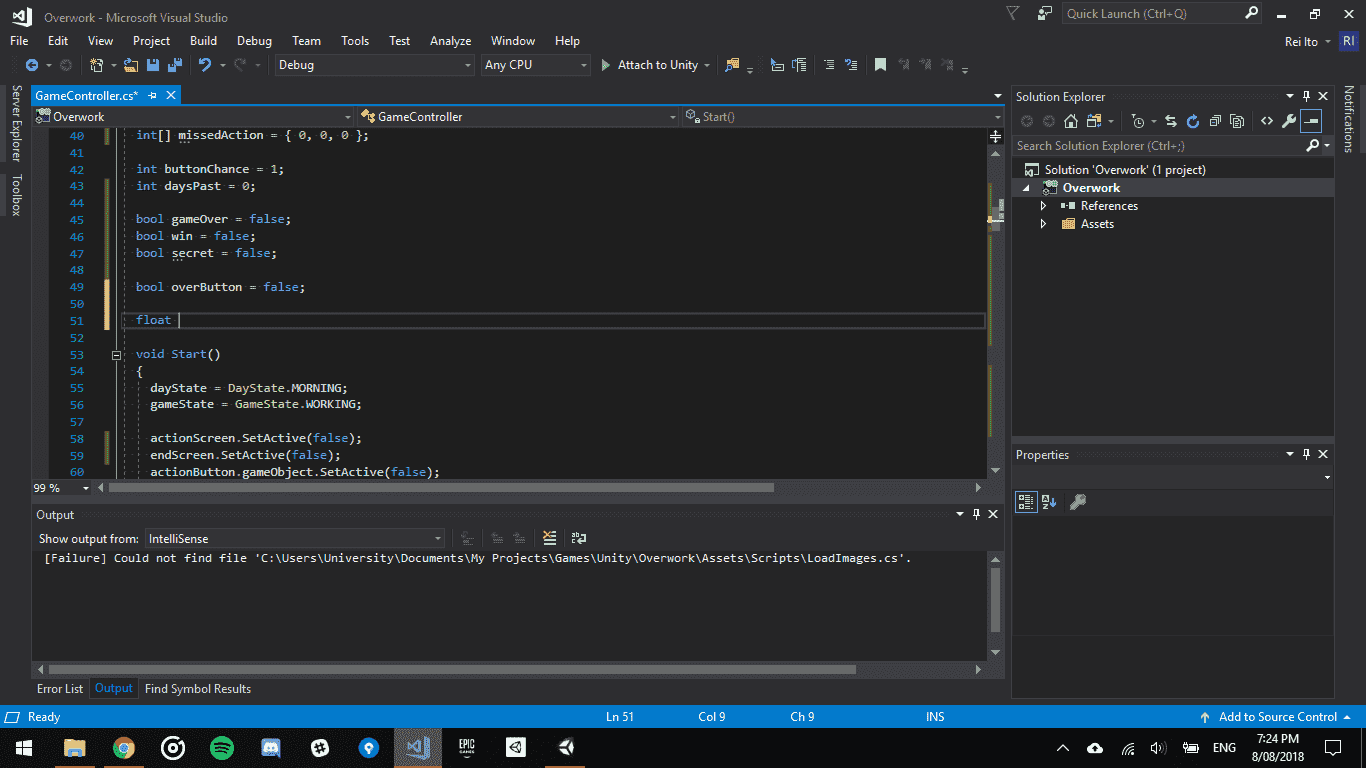 Overwork - Microsoft Visual Studio
Quick Launch (Ctrl+Q)
File Edit View Project Build Debug Team Tools Test Analyze Window Help
Rei Ito RI
Debug Any CPU Attach to Unity
Server Explorer
Toolbox
GameController.cs*
Overwork GameController Start()
40 int[] missedAction = { 0, 0, 0 };
41
42 int buttonChance = 1;
43 int daysPast = 0;
44
45 bool gameOver = false;
46 bool win = false;
47 bool secret = false;
48
49 bool overButton = false;
50
51 float
52
53 void Start()
54 {
55 dayState = DayState.MORNING;
56 gameState = GameState.WORKING;
57
58 actionScreen.SetActive(false);
59 endScreen.SetActive(false);
60 actionButton.gameObject.SetActive(false);
99 %
Output
Show output from: IntelliSense
[Failure] Could not find file 'C:\Users\University\Documents\My Projects\Games\Unity\Overwork\Assets\Scripts\LoadImages.cs'.
Error List Output Find Symbol Results
Solution Explorer
Search Solution Explorer (Ctrl+;)
Solution 'Overwork' (1 project)
Overwork
References
Assets
Properties
Notifications
Ready Ln 51 Col 9 Ch 9 INS Add to Source Control
EPIC GAMES
ENG
7:24 PM
8/08/2018